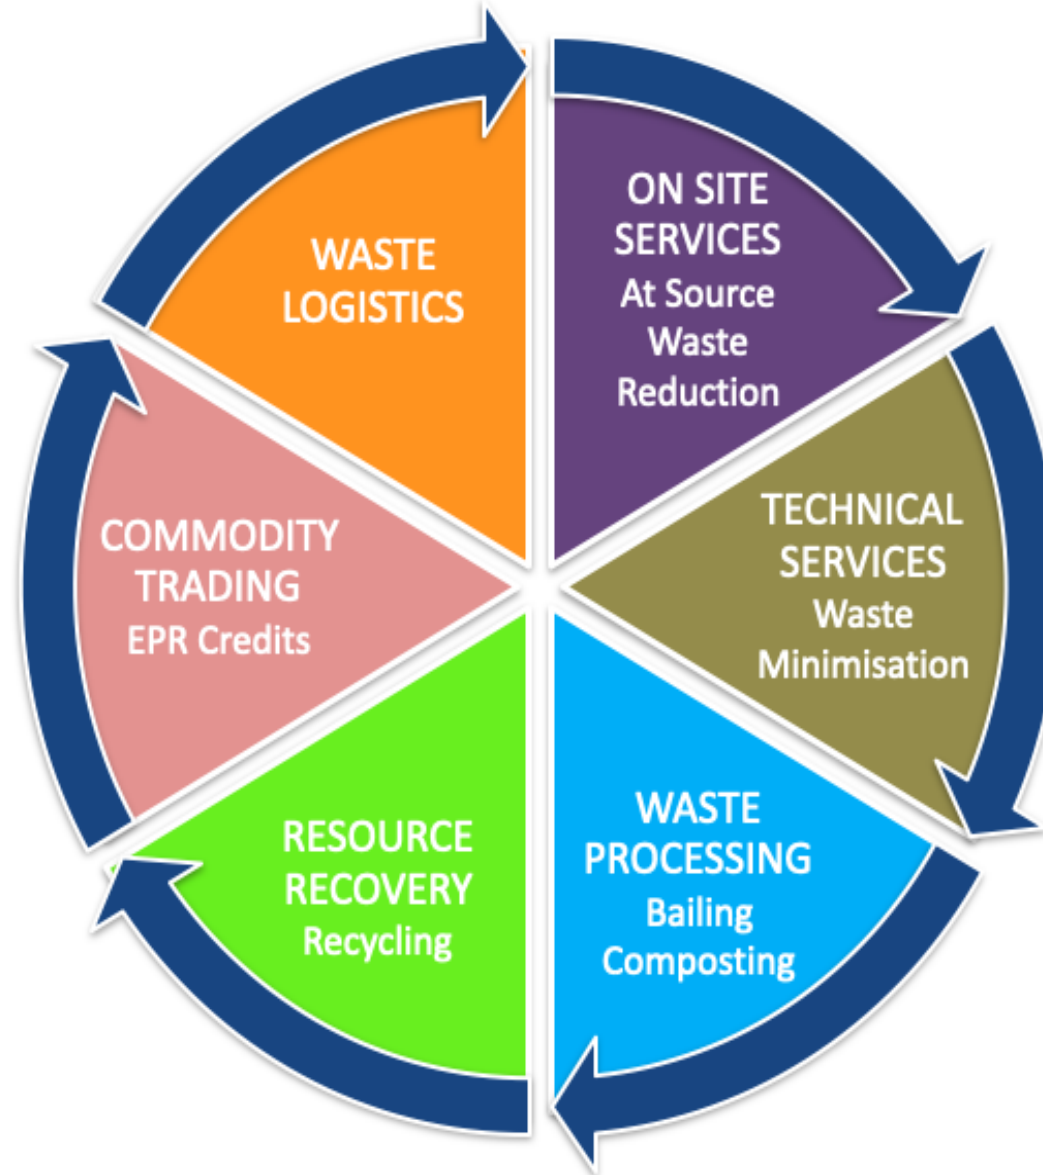 ON SITE
SERVICES
At Source
Waste
Reduction
TECHNICAL
SERVICES
Waste
Minimisation
WASTE
PROCESSING
Bailing
Composting
RESOURCE
RECOVERY
Recycling
COMMODITY
TRADING
EPR Credits
WASTE
LOGISTICS